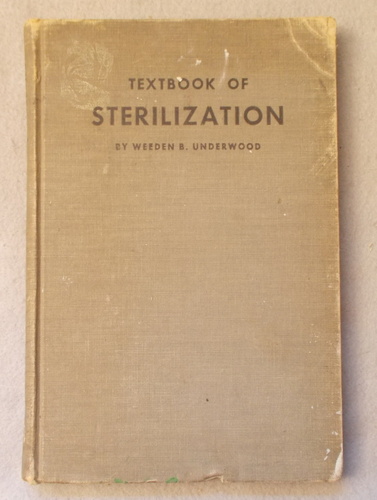 TEXTBOOK OF
STERILIZATION
BY WEEDEN B. UNDERWOOD